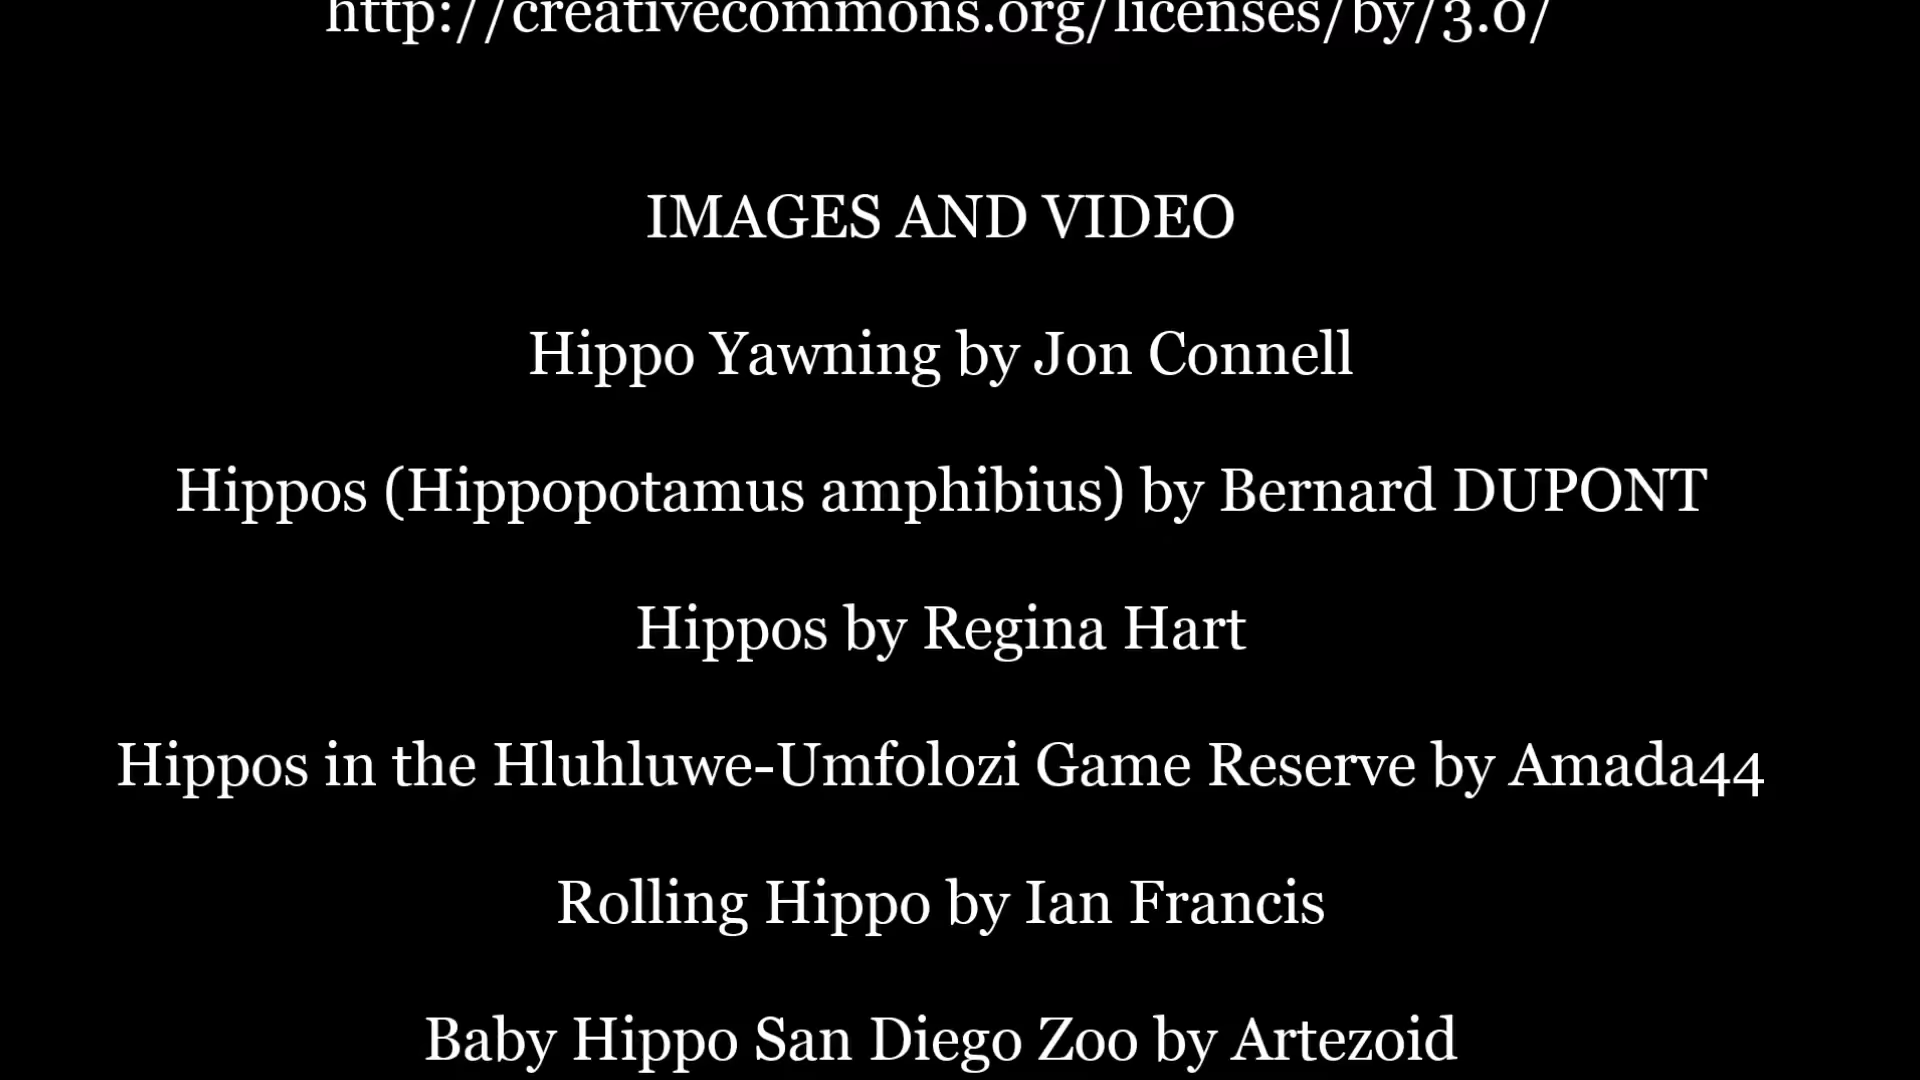 http://creativecommons.org/licenses/by/3.0/
IMAGES AND VIDEO
Hippo Yawning by Jon Connell
Hippos (Hippopotamus amphibius) by Bernard DUPONT
Hippos by Regina Hart
Hippos in the Hluhluwe-Umfolozi Game Reserve by Amada44
Rolling Hippo by Ian Francis
Baby Hippo San Diego Zoo by Artezoid